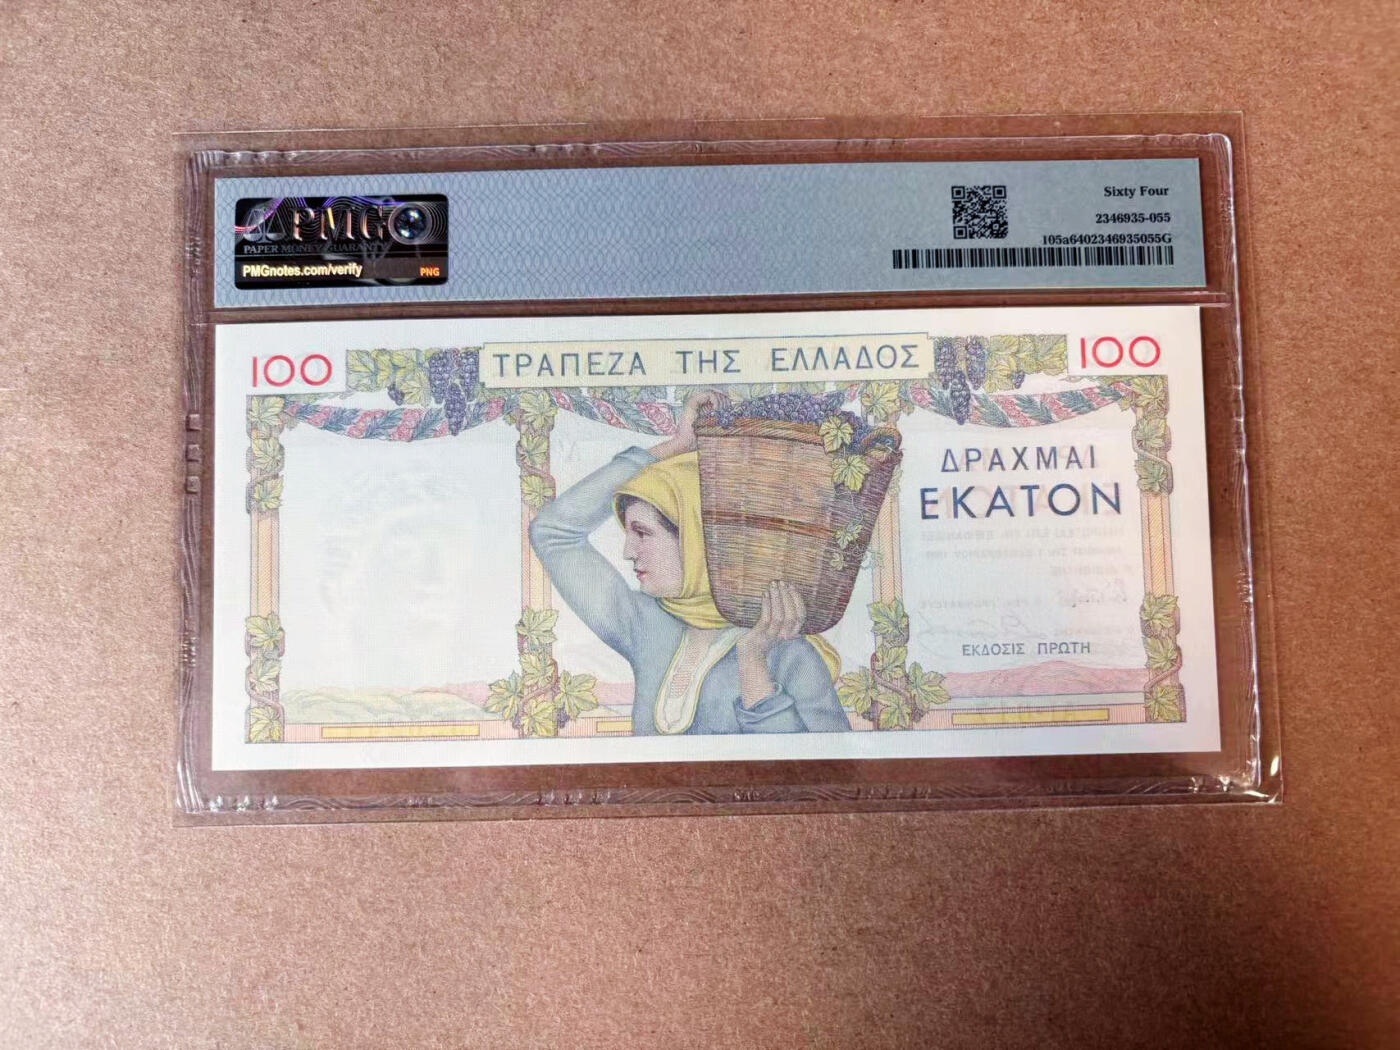 PMG
PAPER MONEY GUARANTY
PMGnotes.com/verify
PNG
Sixty Four
2346935-055
105a6402346935055G
100
ΤΡΑΠΕΖΑ ΤΗΣ ΕΛΛΑΔΟΣ
100
ΔΡΑΧΜΑΙ
ΕΚΑΤΟΝ
ΕΚΔΟΣΙΣ ΠΡΩΤΗ